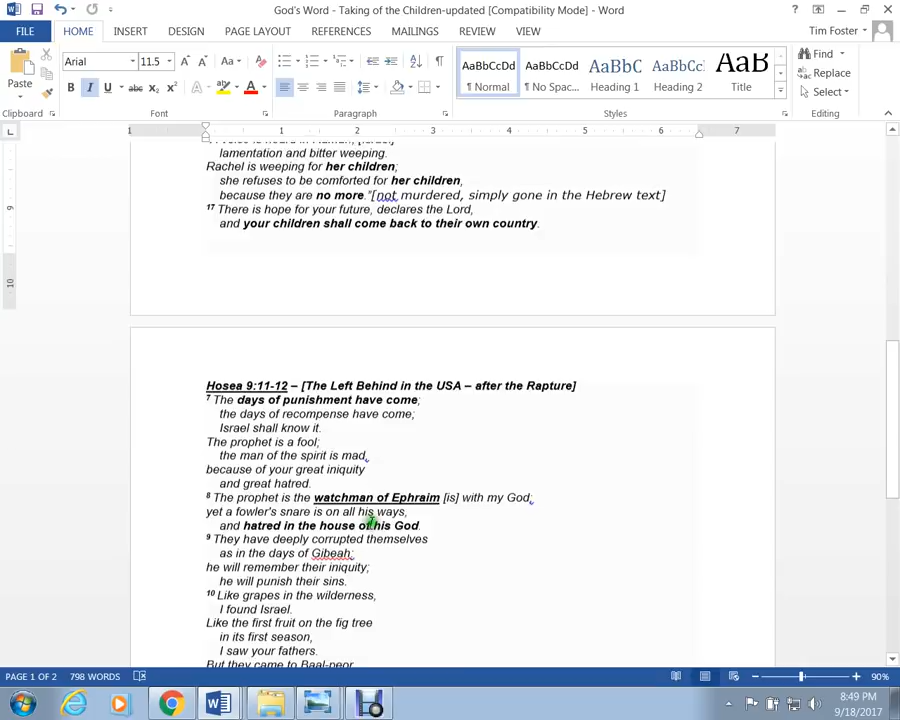 God's Word - Taking of the Children-updated [Compatibility Mode] - Word
FILE HOME INSERT DESIGN PAGE LAYOUT REFERENCES MAILINGS REVIEW VIEW Tim Foster
Paste
Arial 11.5
AaBbCcDd AaBbCcDd AaBbC AaBbCc AaB
¶ Normal ¶ No Spac... Heading 1 Heading 2 Title
Find
Replace
Select
Clipboard Font Paragraph Styles Editing
1 1 2 3 4 5 6 7
9
10
lamentation and bitter weeping.
Rachel is weeping for her children;
she refuses to be comforted for her children,
because they are no more."[not murdered, simply gone in the Hebrew text]
17 There is hope for your future, declares the Lord,
and your children shall come back to their own country.
Hosea 9:11-12 – [The Left Behind in the USA – after the Rapture]
7 The days of punishment have come;
the days of recompense have come;
Israel shall know it.
The prophet is a fool;
the man of the spirit is mad,
because of your great iniquity
and great hatred.
8 The prophet is the watchman of Ephraim [is] with my God;
yet a fowler's snare is on all his ways,
and hatred in the house of his God.
9 They have deeply corrupted themselves
as in the days of Gibeah:
he will remember their iniquity;
he will punish their sins.
10 Like grapes in the wilderness,
I found Israel.
Like the first fruit on the fig tree
in its first season,
I saw your fathers.
But they came to Baal-peor
PAGE 1 OF 2 798 WORDS 90%
8:49 PM
9/18/2017